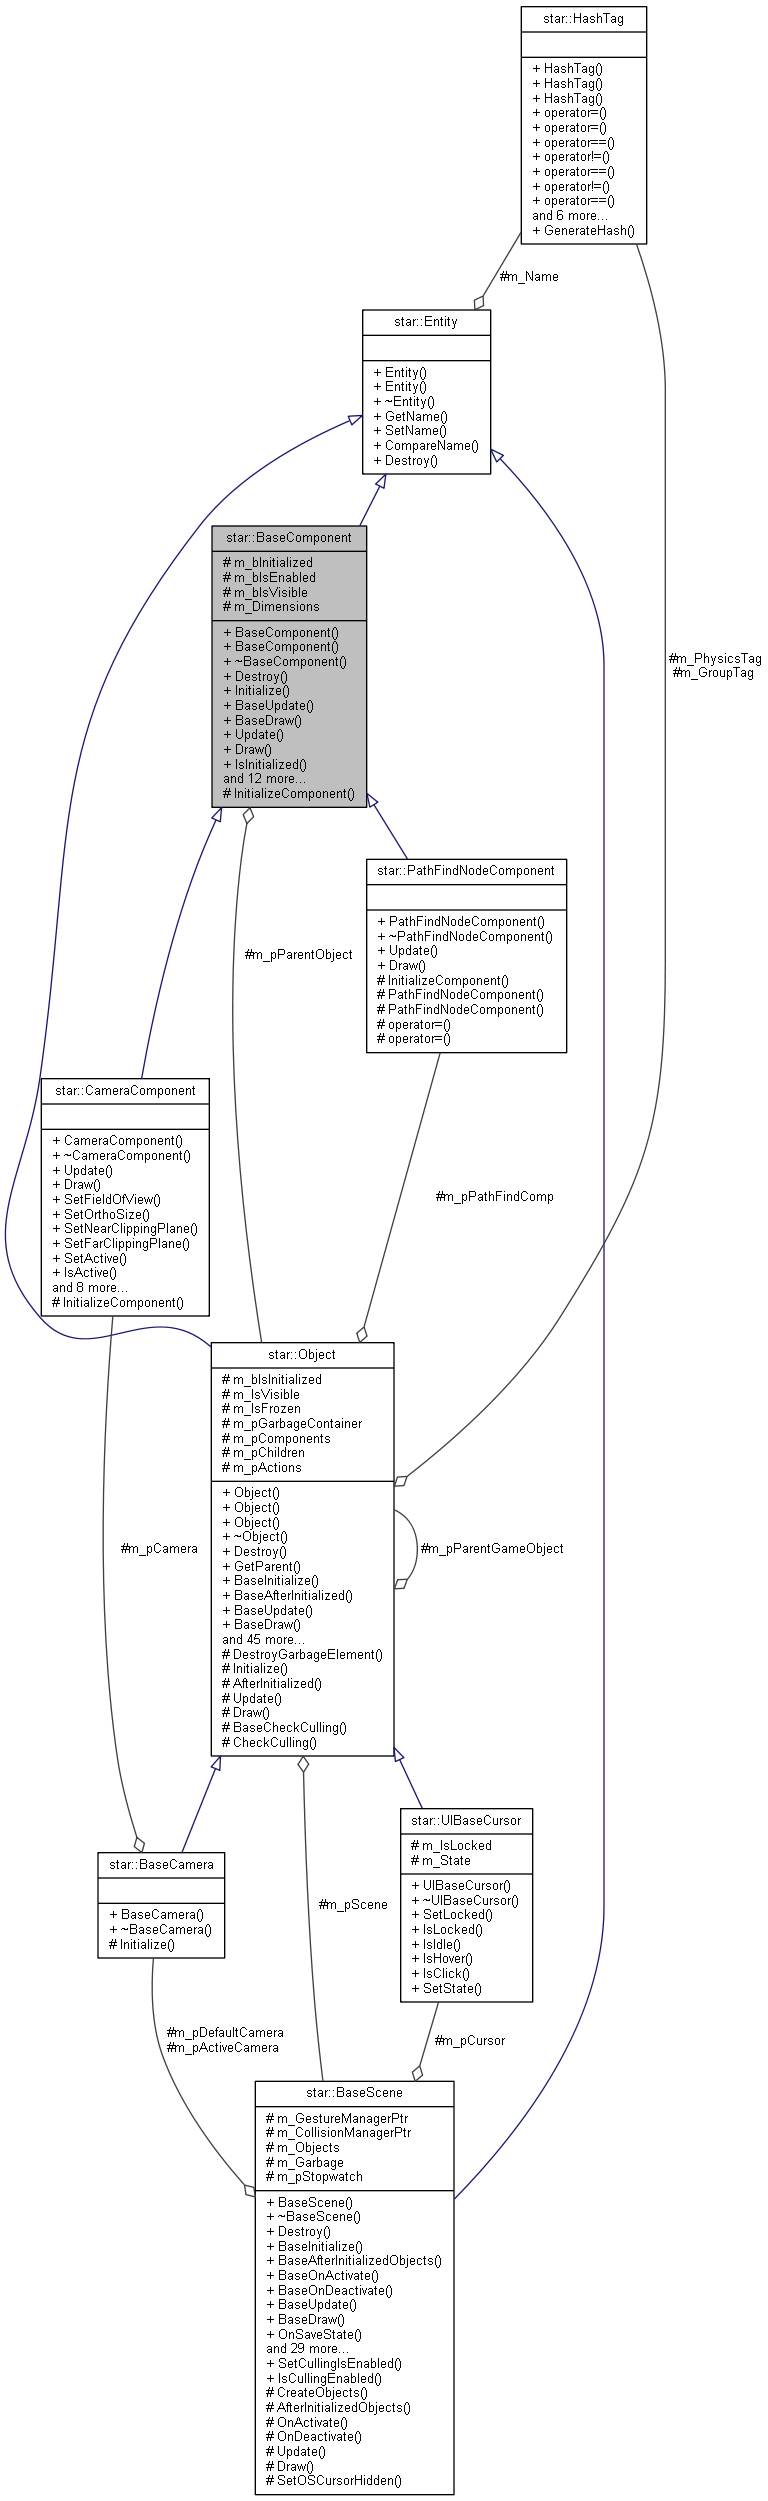 star::HashTag
+ HashTag()
+ HashTag()
+ HashTag()
+ operator=()
+ operator=()
+ operator==()
+ operator!=()
+ operator==()
+ operator!=()
+ operator==()
and 6 more...
+ GenerateHash()
#m_Name
star::Entity
+ Entity()
+ Entity()
+ ~Entity()
+ GetName()
+ SetName()
+ CompareName()
+ Destroy()
star::BaseComponent
# m_bInitialized
# m_bIsEnabled
# m_bIsVisible
# m_Dimensions
+ BaseComponent()
+ BaseComponent()
+ ~BaseComponent()
+ Destroy()
+ Initialize()
+ BaseUpdate()
+ BaseDraw()
+ Update()
+ Draw()
+ IsInitialized()
and 12 more...
# InitializeComponent()
#m_PhysicsTag
#m_GroupTag
star::PathFindNodeComponent
+ PathFindNodeComponent()
+ ~PathFindNodeComponent()
+ Update()
+ Draw()
# InitializeComponent()
# PathFindNodeComponent()
# PathFindNodeComponent()
# operator=()
# operator=()
#m_pParentObject
star::CameraComponent
+ CameraComponent()
+ ~CameraComponent()
+ Update()
+ Draw()
+ SetFieldOfView()
+ SetOrthoSize()
+ SetNearClippingPlane()
+ SetFarClippingPlane()
+ SetActive()
+ IsActive()
and 8 more...
# InitializeComponent()
#m_pPathFindComp
star::Object
# m_bIsInitialized
# m_IsVisible
# m_IsFrozen
# m_pGarbageContainer
# m_pComponents
# m_pChildren
# m_pActions
+ Object()
+ Object()
+ Object()
+ ~Object()
+ Destroy()
+ GetParent()
+ BaseInitialize()
+ BaseAfterInitialized()
+ BaseUpdate()
+ BaseDraw()
and 45 more...
# DestroyGarbageElement()
# Initialize()
# AfterInitialized()
# Update()
# Draw()
# BaseCheckCulling()
# CheckCulling()
#m_pCamera
#m_pParentGameObject
star::UIBaseCursor
# m_IsLocked
# m_State
+ UIBaseCursor()
+ ~UIBaseCursor()
+ SetLocked()
+ IsLocked()
+ IsIdle()
+ IsHover()
+ IsClick()
+ SetState()
star::BaseCamera
+ BaseCamera()
+ ~BaseCamera()
# Initialize()
#m_pScene
#m_pDefaultCamera
#m_pActiveCamera
#m_pCursor
star::BaseScene
# m_GestureManagerPtr
# m_CollisionManagerPtr
# m_Objects
# m_Garbage
# m_pStopwatch
+ BaseScene()
+ ~BaseScene()
+ Destroy()
+ BaseInitialize()
+ BaseAfterInitializedObjects()
+ BaseOnActivate()
+ BaseOnDeactivate()
+ BaseUpdate()
+ BaseDraw()
+ OnSaveState()
and 29 more...
+ SetCullingIsEnabled()
+ IsCullingEnabled()
# CreateObjects()
# AfterInitializedObjects()
# OnActivate()
# OnDeactivate()
# Update()
# Draw()
# SetOSCursorHidden()